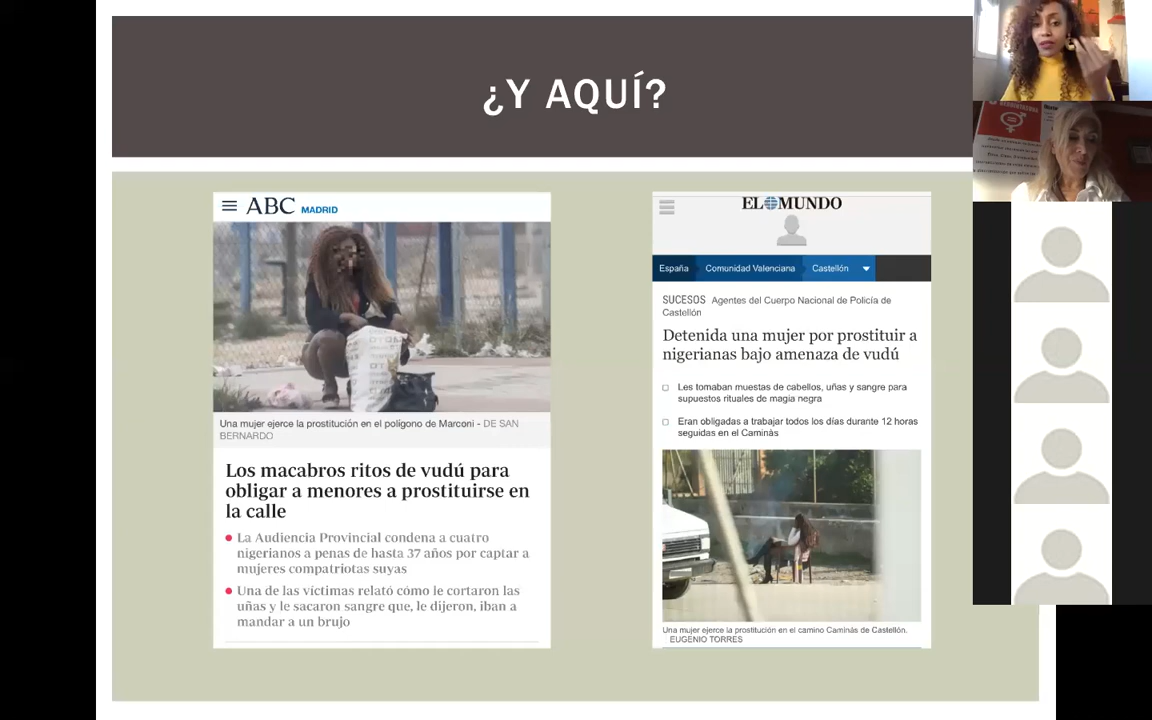 ¿Y AQUÍ?
ABC MADRID
Una mujer ejerce la prostitución en el polígono de Marconi - DE SAN
BERNARDO
Los macabros ritos de vudú para
obligar a menores a prostituirse en
la calle
La Audiencia Provincial condena a cuatro
nigerianos a penas de hasta 37 años por captar a
mujeres compatriotas suyas
Una de las víctimas relató cómo le cortaron las
uñas y le sacaron sangre que, le dijeron, iban a
mandar a un brujo
EL MUNDO
España Comunidad Valenciana Castellón
SUCESOS Agentes del Cuerpo Nacional de Policía de
Castellón
Detenida una mujer por prostituir a
nigerianas bajo amenaza de vudú
Les tomaban muestas de cabellos, uñas y sangre para
supuestos rituales de magia negra
Eran obligadas a trabajar todos los días durante 12 horas
seguidas en el Caminàs
Una mujer ejerce la prostitución en el camino Caminàs de Castellón.
EUGENIO TORRES